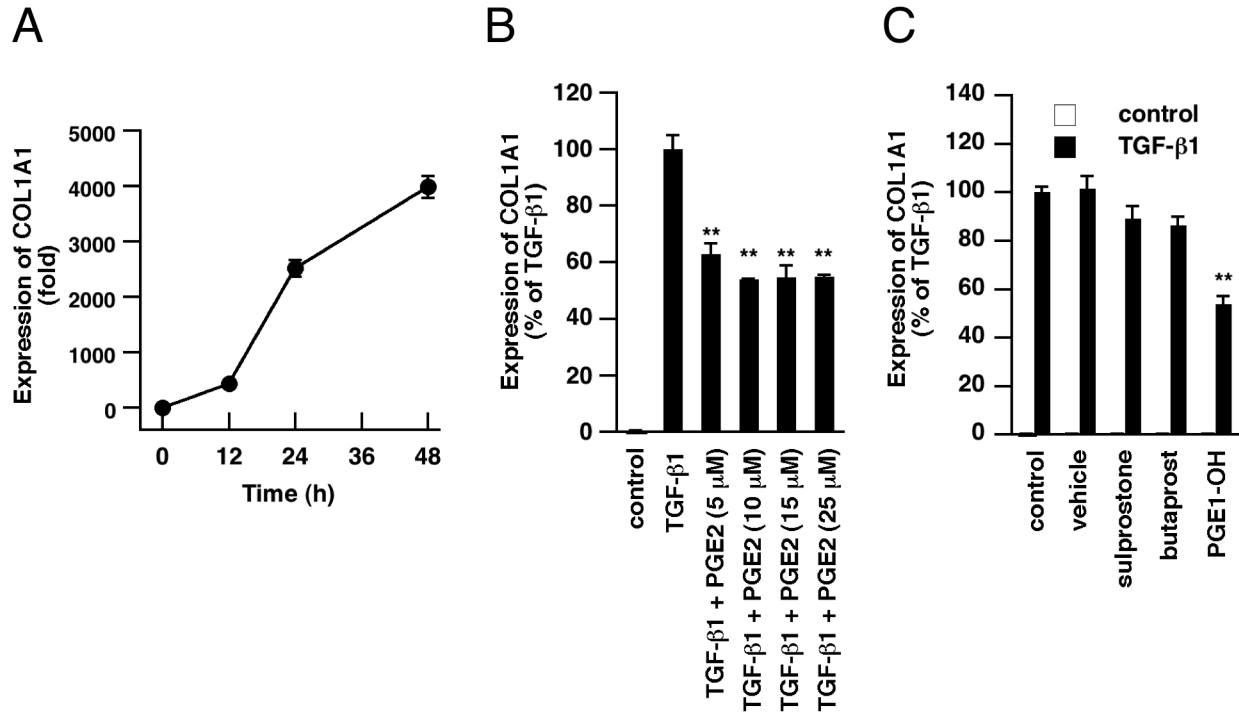 A
Expression of COL1A1
(fold)
5000
4000
3000
2000
1000
0
0 12 24 36 48
Time (h)
B
Expression of COL1A1
(% of TGF-β1)
120
100
80
60
40
20
0
** ** ** **
control
TGF-β1
TGF-β1 + PGE2 (5 μM)
TGF-β1 + PGE2 (10 μM)
TGF-β1 + PGE2 (15 μM)
TGF-β1 + PGE2 (25 μM)
C
Expression of COL1A1
(% of TGF-β1)
140
120
100
80
60
40
20
0
control
TGF-β1
**
control
vehicle
sulprostone
butaprost
PGE1-OH